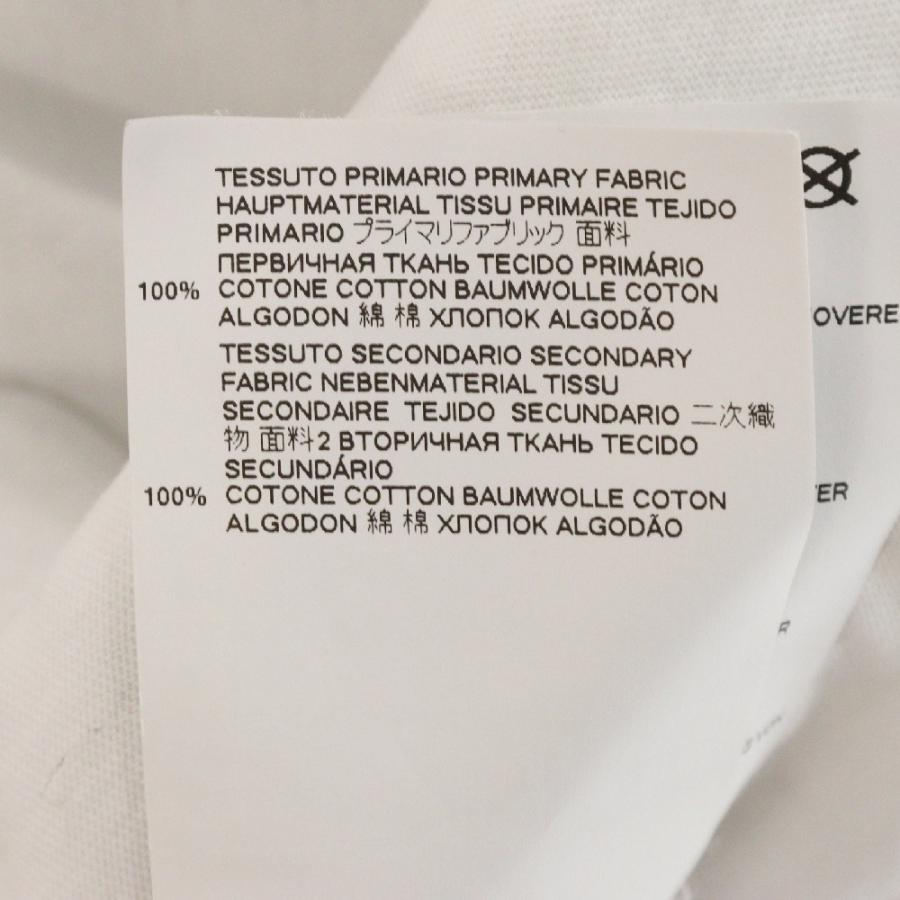 TESSUTO PRIMARIO PRIMARY FABRIC
HAUPTMATERIAL TISSU PRIMAIRE TEJIDO
PRIMARIO プライマリファブリック 面料
ПЕРВИЧНАЯ ТКАНЬ TECIDO PRIMÁRIO
100% COTONE COTTON BAUMWOLLE COTON
ALGODON 綿 棉 ХЛОПОК ALGODÃO
TESSUTO SECONDARIO SECONDARY
FABRIC NEBENMATERIAL TISSU
SECONDAIRE TEJIDO SECUNDARIO 二次織
物 面料2 ВТОРИЧНАЯ ТКАНЬ TECIDO
SECUNDÁRIO
100% COTONE COTTON BAUMWOLLE COTON
ALGODON 綿 棉 ХЛОПОК ALGODÃO
OVERE